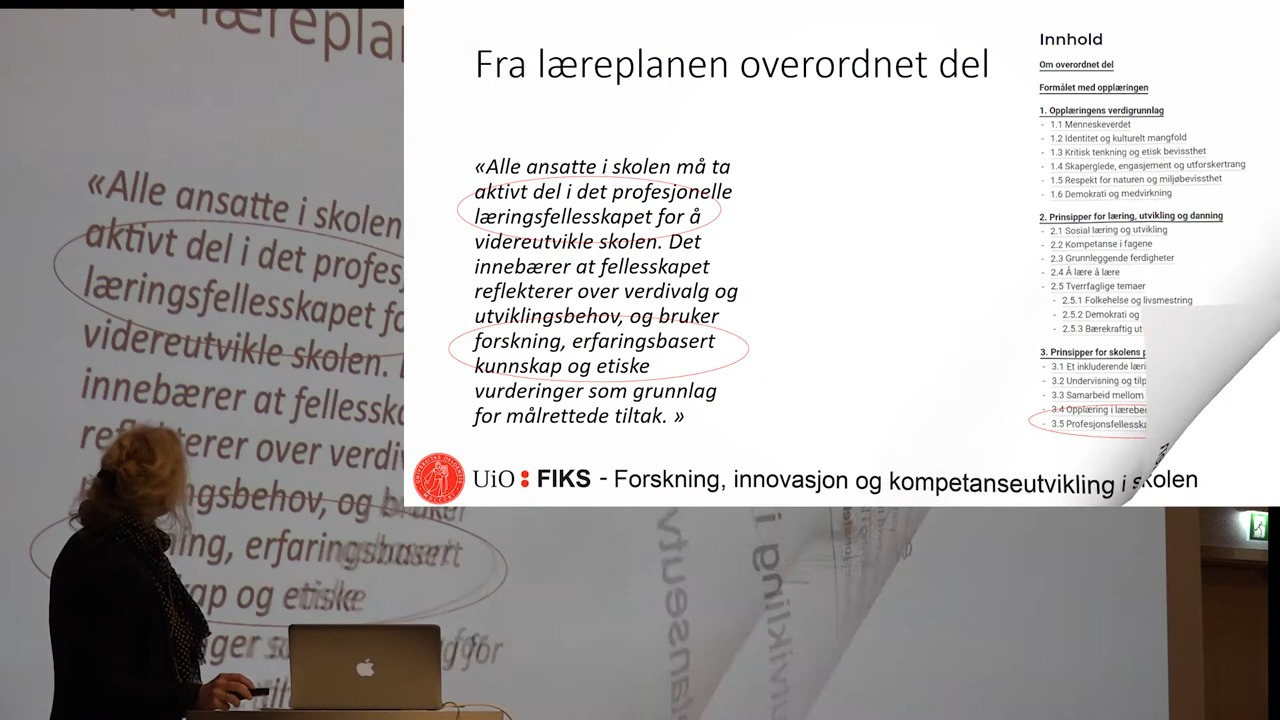 Fra læreplanen overordnet del
«Alle ansatte i skolen må ta
aktivt del i det profesjonelle
læringsfellesskapet for å
videreutvikle skolen. Det
innebærer at fellesskapet
reflekterer over verdivalg og
utviklingsbehov, og bruker
forskning, erfaringsbasert
kunnskap og etiske
vurderinger som grunnlag
for målrettede tiltak. »
Innhold
Om overordnet del
Formålet med opplæringen
1. Opplæringens verdigrunnlag
- 1.1 Menneskeverdet
- 1.2 Identitet og kulturelt mangfold
- 1.3 Kritisk tenkning og etisk bevissthet
- 1.4 Skaperglede, engasjement og utforskertrang
- 1.5 Respekt for naturen og miljøbevissthet
- 1.6 Demokrati og medvirkning
2. Prinsipper for læring, utvikling og danning
- 2.1 Sosial læring og utvikling
- 2.2 Kompetanse i fagene
- 2.3 Grunnleggende ferdigheter
- 2.4 Å lære å lære
- 2.5 Tverrfaglige temaer
- 2.5.1 Folkehelse og livsmestring
- 2.5.2 Demokrati og
- 2.5.3 Bærekraftig ut
3. Prinsipper for skolens p
- 3.1 Et inkluderende læri
- 3.2 Undervisning og tilp
- 3.3 Samarbeid mellom
- 3.4 Opplæring i lærebe
- 3.5 Profesjonsfellesska
UiO : FIKS - Forskning, innovasjon og kompetanseutvikling i skolen
«Alle ansatte i skolen
aktivt del i det profes
læringsfellesskapet fo
videreutvikle skolen.
innebærer at fellesska
reflekterer over verdiv
ngsbehov, og bruker
ning, erfaringsbasert
ap og etiske